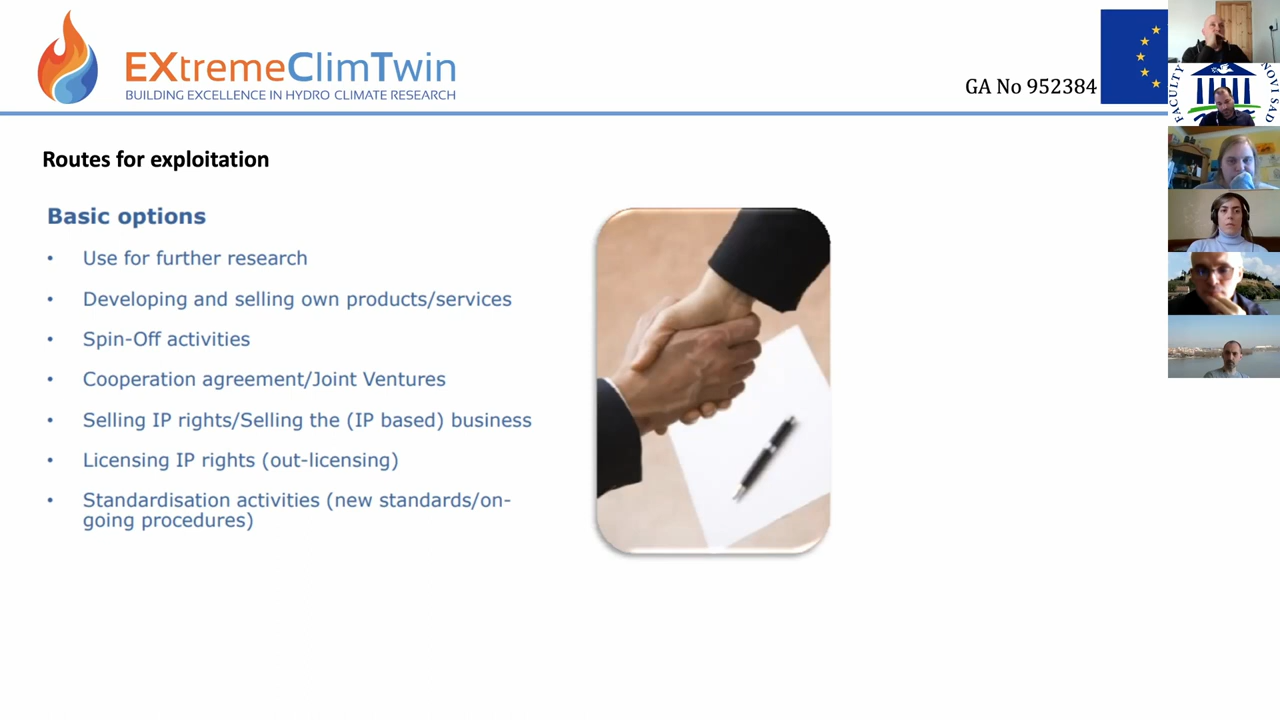 EXtremeClimTwin
BUILDING EXCELLENCE IN HYDRO CLIMATE RESEARCH
GA No 952384
FACULTY
NOVI SAD
Routes for exploitation
Basic options
• Use for further research
• Developing and selling own products/services
• Spin-Off activities
• Cooperation agreement/Joint Ventures
• Selling IP rights/Selling the (IP based) business
• Licensing IP rights (out-licensing)
• Standardisation activities (new standards/on-
going procedures)